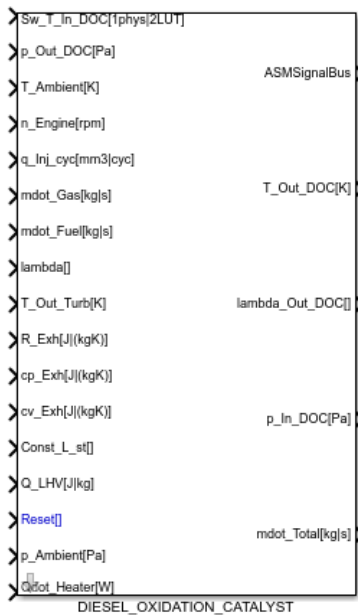 Sw_T_In_DOC[1phys|2LUT]
p_Out_DOC[Pa]
ASMSignalBus
T_Ambient[K]
n_Engine[rpm]
q_Inj_cyc[mm3|cyc]
T_Out_DOC[K]
mdot_Gas[kg|s]
mdot_Fuel[kg|s]
lambda[]
T_Out_Turb[K]
lambda_Out_DOC[]
R_Exh[J|(kgK)]
cp_Exh[J|(kgK)]
cv_Exh[J|(kgK)]
p_In_DOC[Pa]
Const_L_st[]
Q_LHV[J|kg]
Reset[]
mdot_Total[kg|s]
p_Ambient[Pa]
Qdot_Heater[W]
DIESEL_OXIDATION_CATALYST